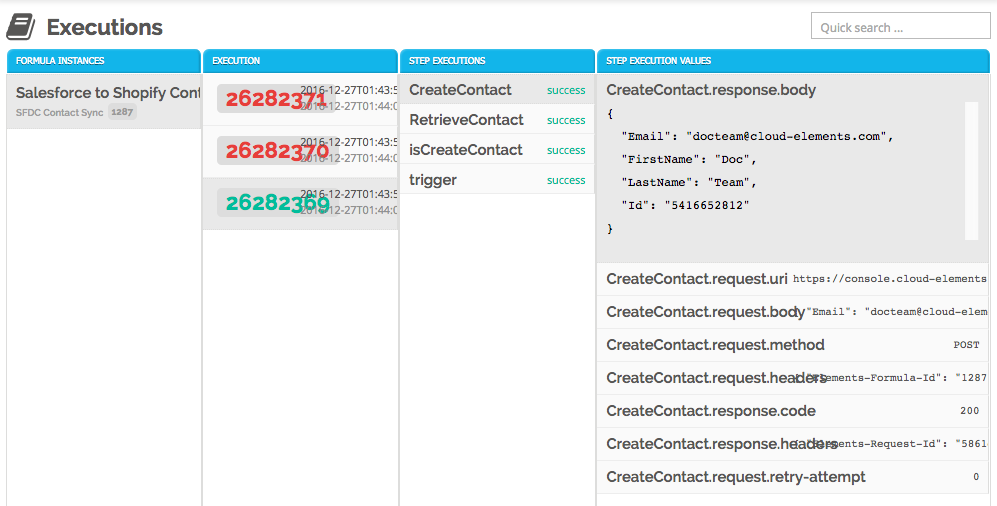 Executions
Quick search ...
FORMULA INSTANCES
Salesforce to Shopify Cont
SFDC Contact Sync 1287
EXECUTION
26282371
2016-12-27T01:43:5
2016-12-27T01:44:0
26282370
2016-12-27T01:43:5
2016-12-27T01:44:0
26282369
2016-12-27T01:43:5
2016-12-27T01:44:0
STEP EXECUTIONS
CreateContact success
RetrieveContact success
isCreateContact success
trigger success
STEP EXECUTION VALUES
CreateContact.response.body
{
"Email": "docteam@cloud-elements.com",
"FirstName": "Doc",
"LastName": "Team",
"Id": "5416652812"
}
CreateContact.request.uri https://console.cloud-elements
CreateContact.request.body "Email": "docteam@cloud-elem
CreateContact.request.method POST
CreateContact.request.headers "Elements-Formula-Id": "1287
CreateContact.response.code 200
CreateContact.response.headers "Elements-Request-Id": "5861
CreateContact.request.retry-attempt 0